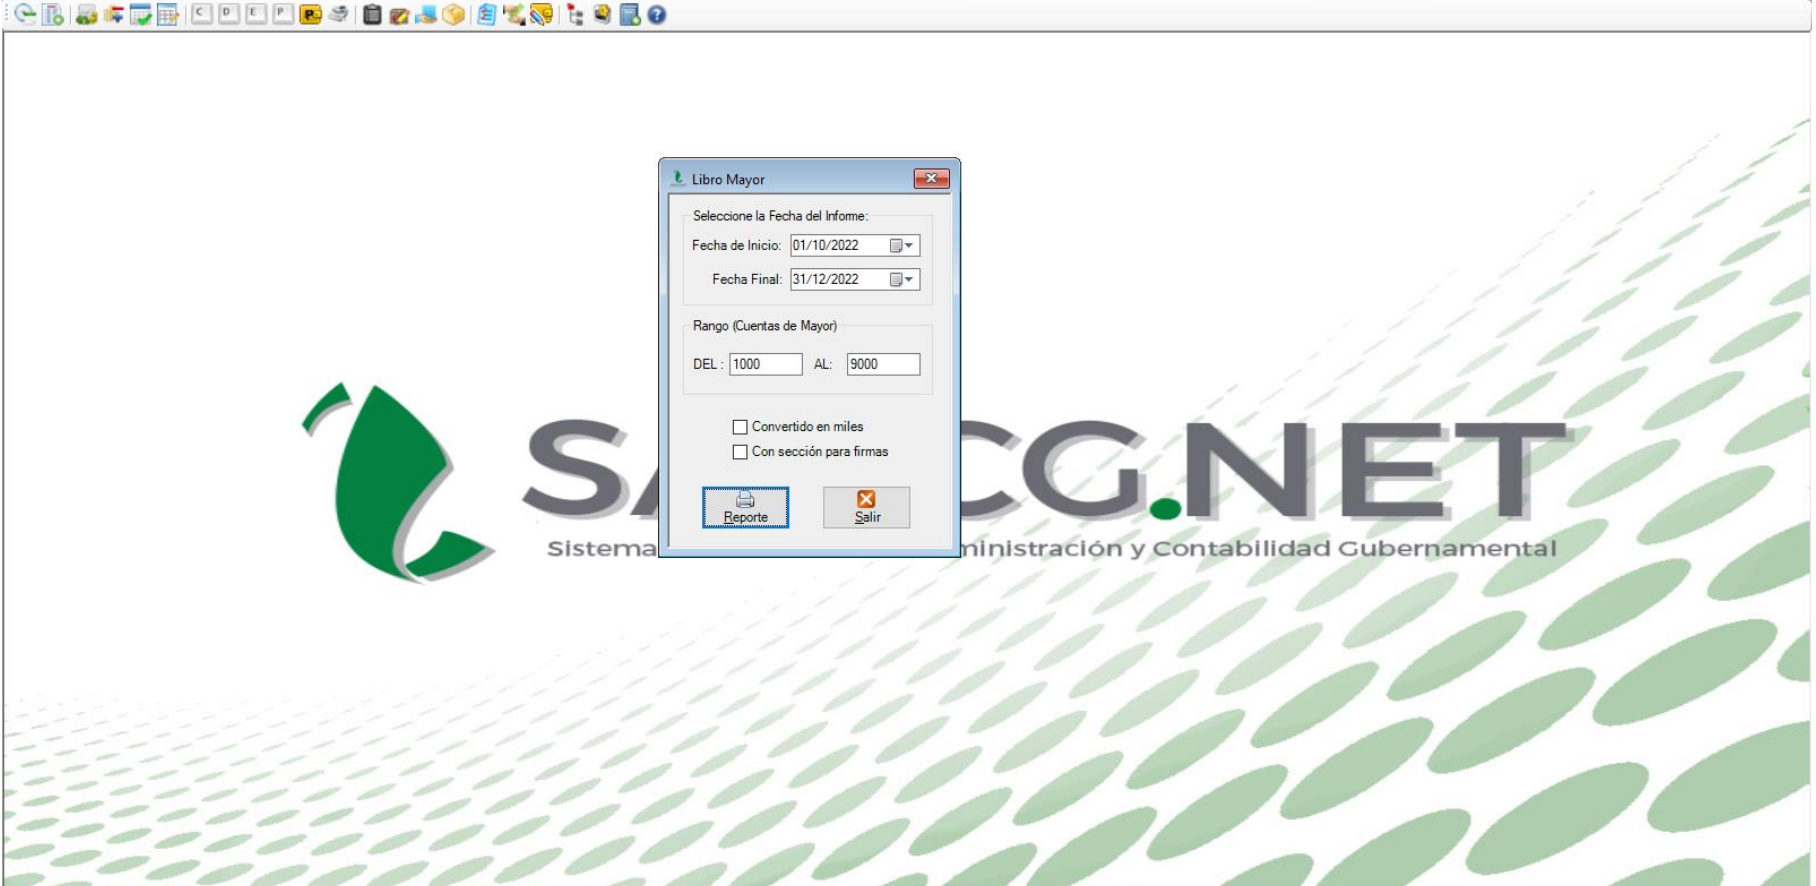 C D E P P
Libro Mayor
Seleccione la Fecha del Informe:
Fecha de Inicio: 01/10/2022
Fecha Final: 31/12/2022
Rango (Cuentas de Mayor)
DEL : 1000 AL: 9000
Convertido en miles
Con sección para firmas
Reporte Salir
S CG.NET
Sistema ministración y Contabilidad Gubernamental